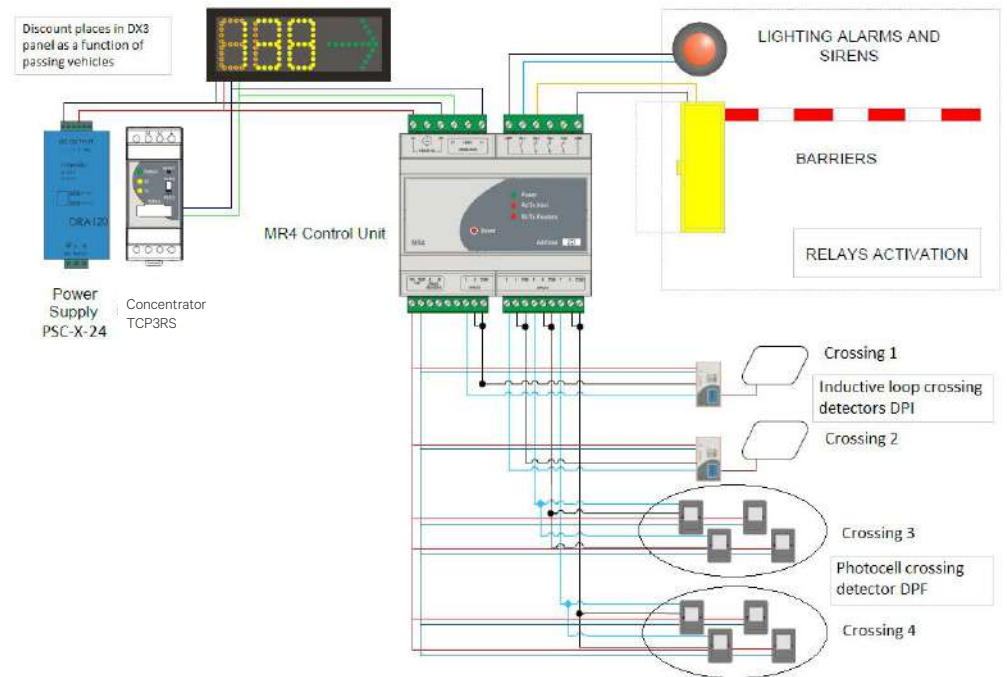 Discount places in DX3
panel as a function of
passing vehicles
LIGHTING ALARMS AND
SIRENS
BARRIERS
RELAYS ACTIVATION
DRA120
Power
Supply
PSC-X-24
Concentrator
TCP3RS
MR4 Control Unit
Power
MR4
Address
Crossing 1
Inductive loop crossing
detectors DPI
Crossing 2
Crossing 3
Photocell crossing
detector DPF
Crossing 4